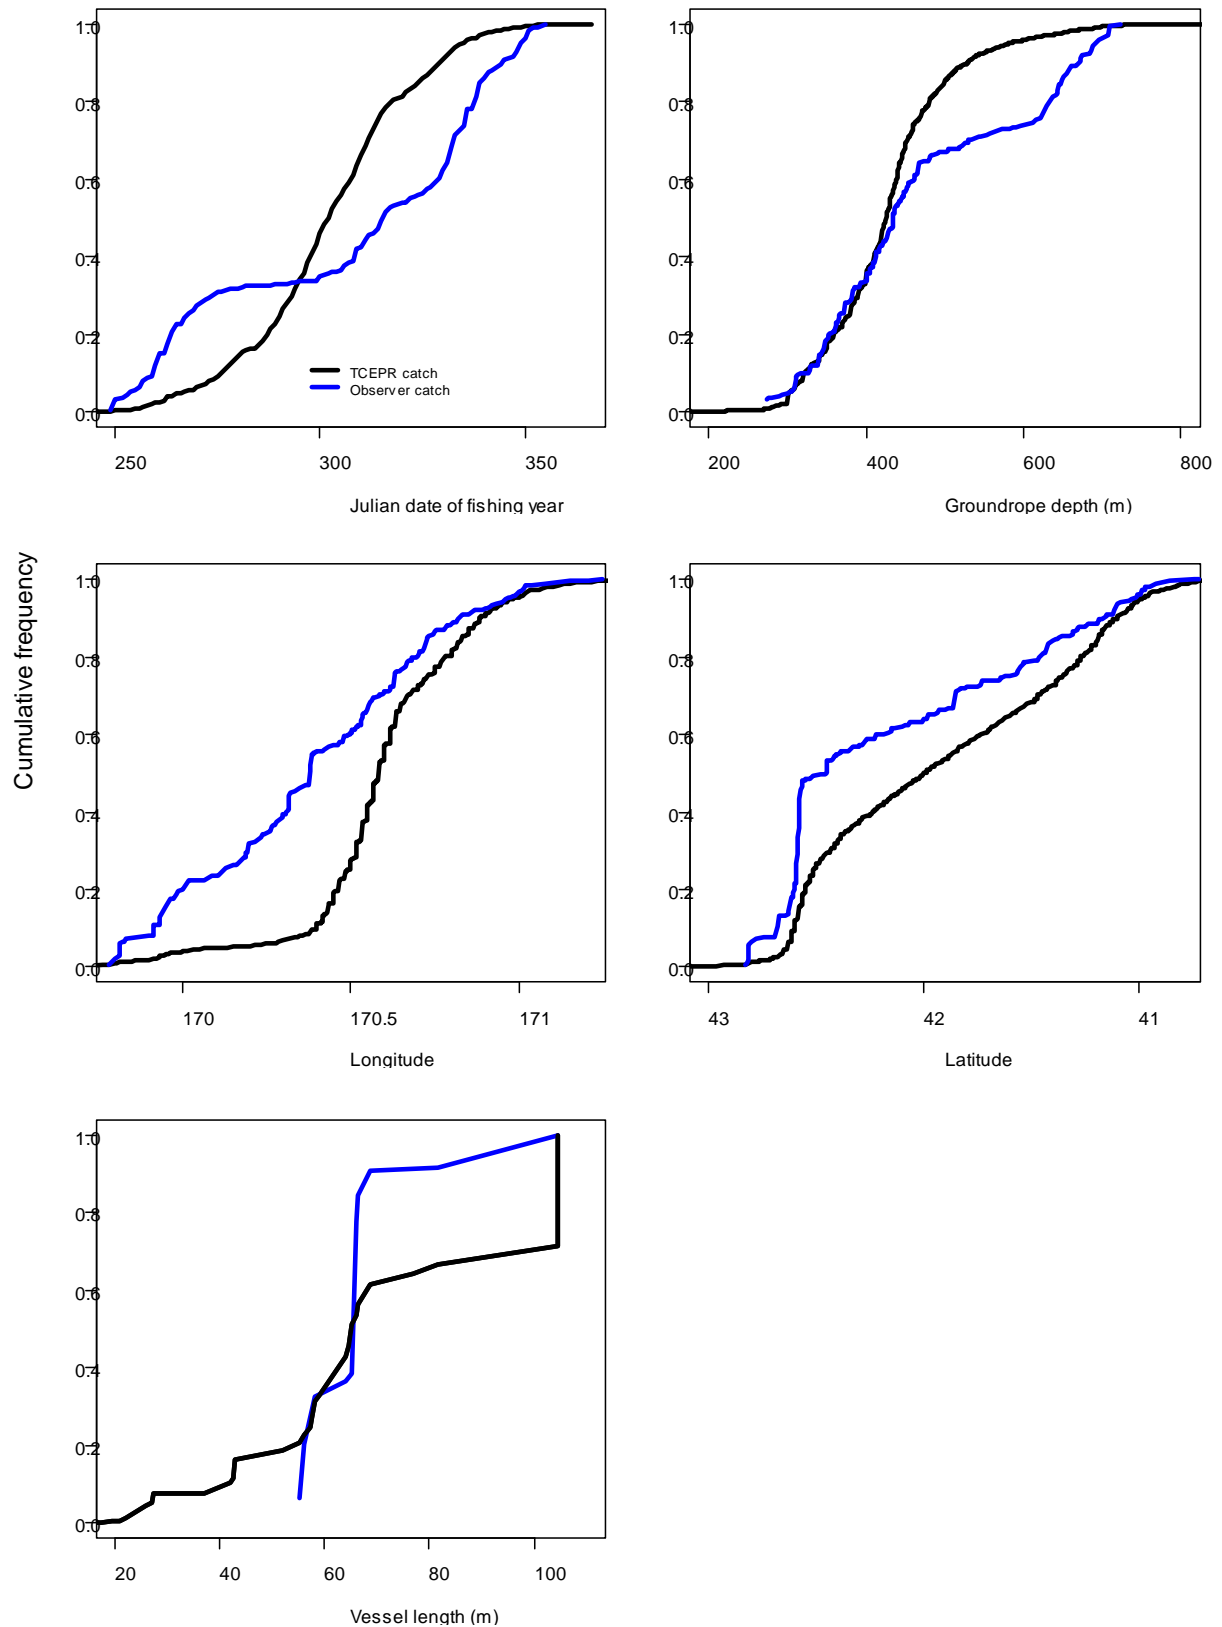 1.0
0.8
0.6
0.4
0.2
0.0
TCEPR catch
Observer catch
250 300 350
Julian date of fishing year
1.0
0.8
0.6
0.4
0.2
0.0
200 400 600 800
Groundrope depth (m)
Cumulative frequency
1.0
0.8
0.6
0.4
0.2
0.0
170 170.5 171
Longitude
1.0
0.8
0.6
0.4
0.2
0.0
43 42 41
Latitude
1.0
0.8
0.6
0.4
0.2
0.0
20 40 60 80 100
Vessel length (m)